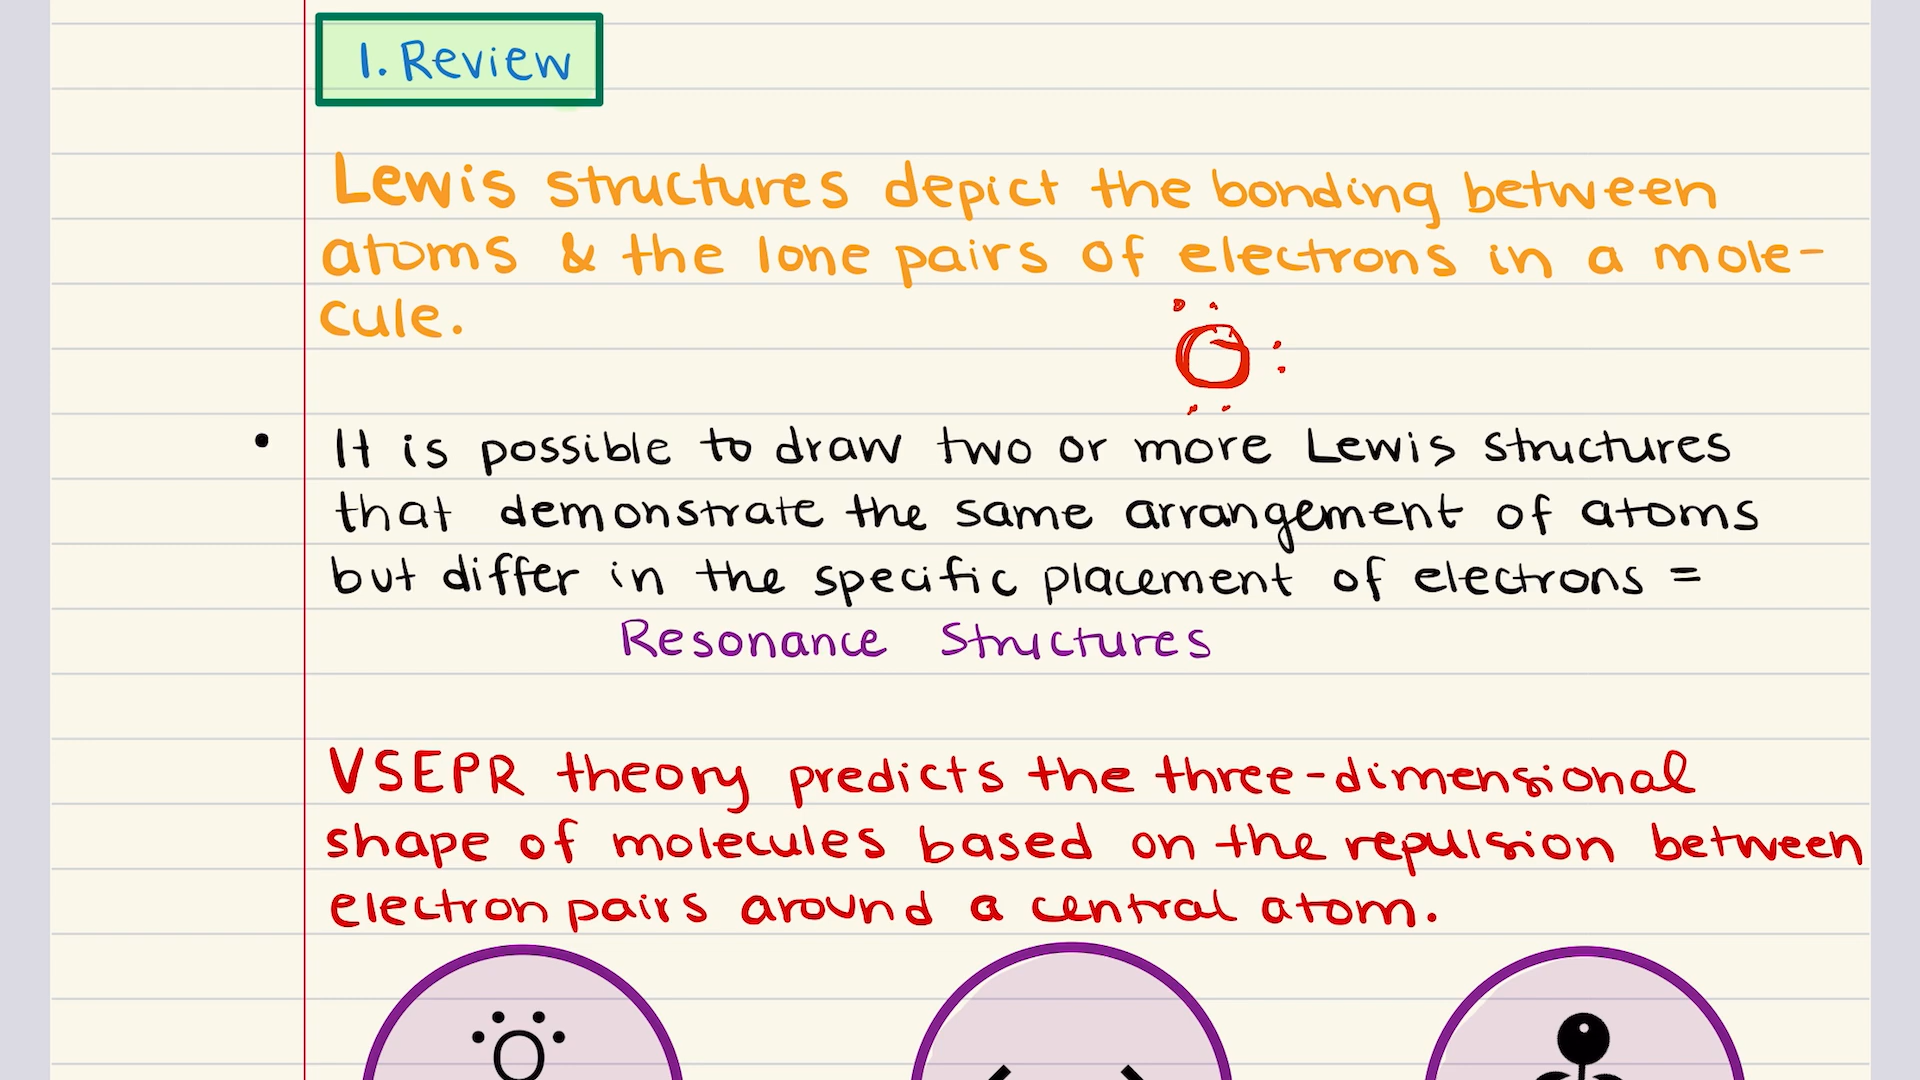 1. Review
Lewis structures depict the bonding between
atoms & the lone pairs of electrons in a mole-
cule.
O
• It is possible to draw two or more Lewis structures
that demonstrate the same arrangement of atoms
but differ in the specific placement of electrons =
Resonance Structures
VSEPR theory predicts the three-dimensional
shape of molecules based on the repulsion between
electron pairs around a central atom.
O